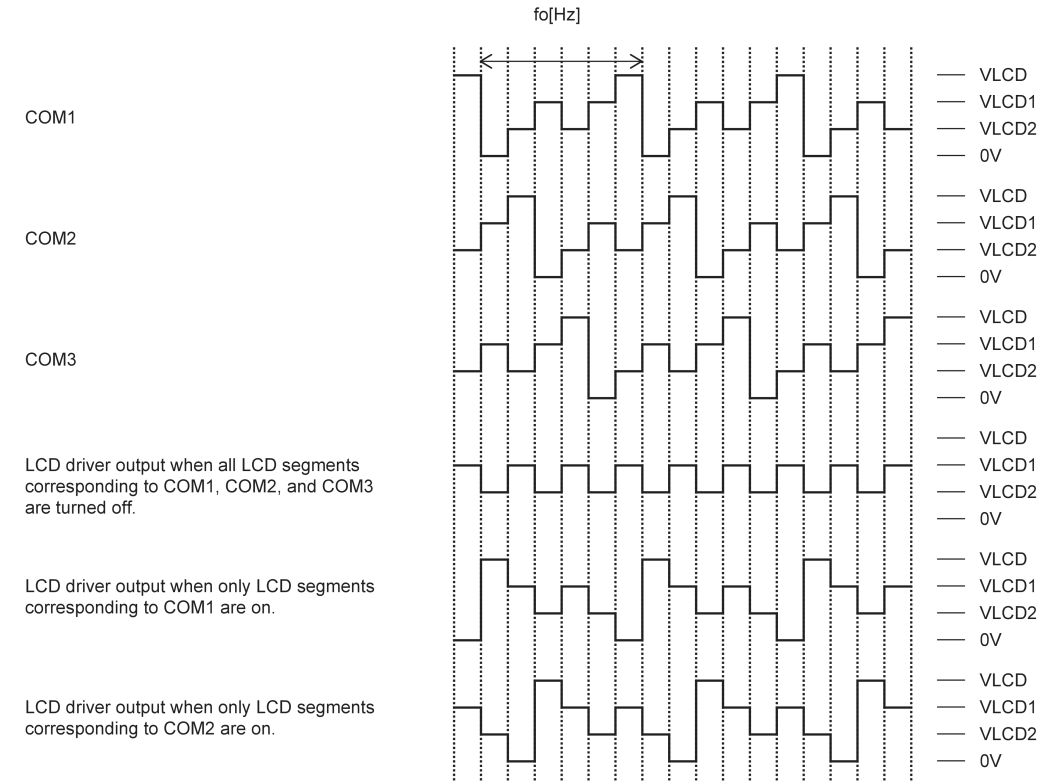 fo[Hz]
COM1
VLCD
VLCD1
VLCD2
0V
COM2
VLCD
VLCD1
VLCD2
0V
COM3
VLCD
VLCD1
VLCD2
0V
LCD driver output when all LCD segments
corresponding to COM1, COM2, and COM3
are turned off.
VLCD
VLCD1
VLCD2
0V
LCD driver output when only LCD segments
corresponding to COM1 are on.
VLCD
VLCD1
VLCD2
0V
LCD driver output when only LCD segments
corresponding to COM2 are on.
VLCD
VLCD1
VLCD2
0V